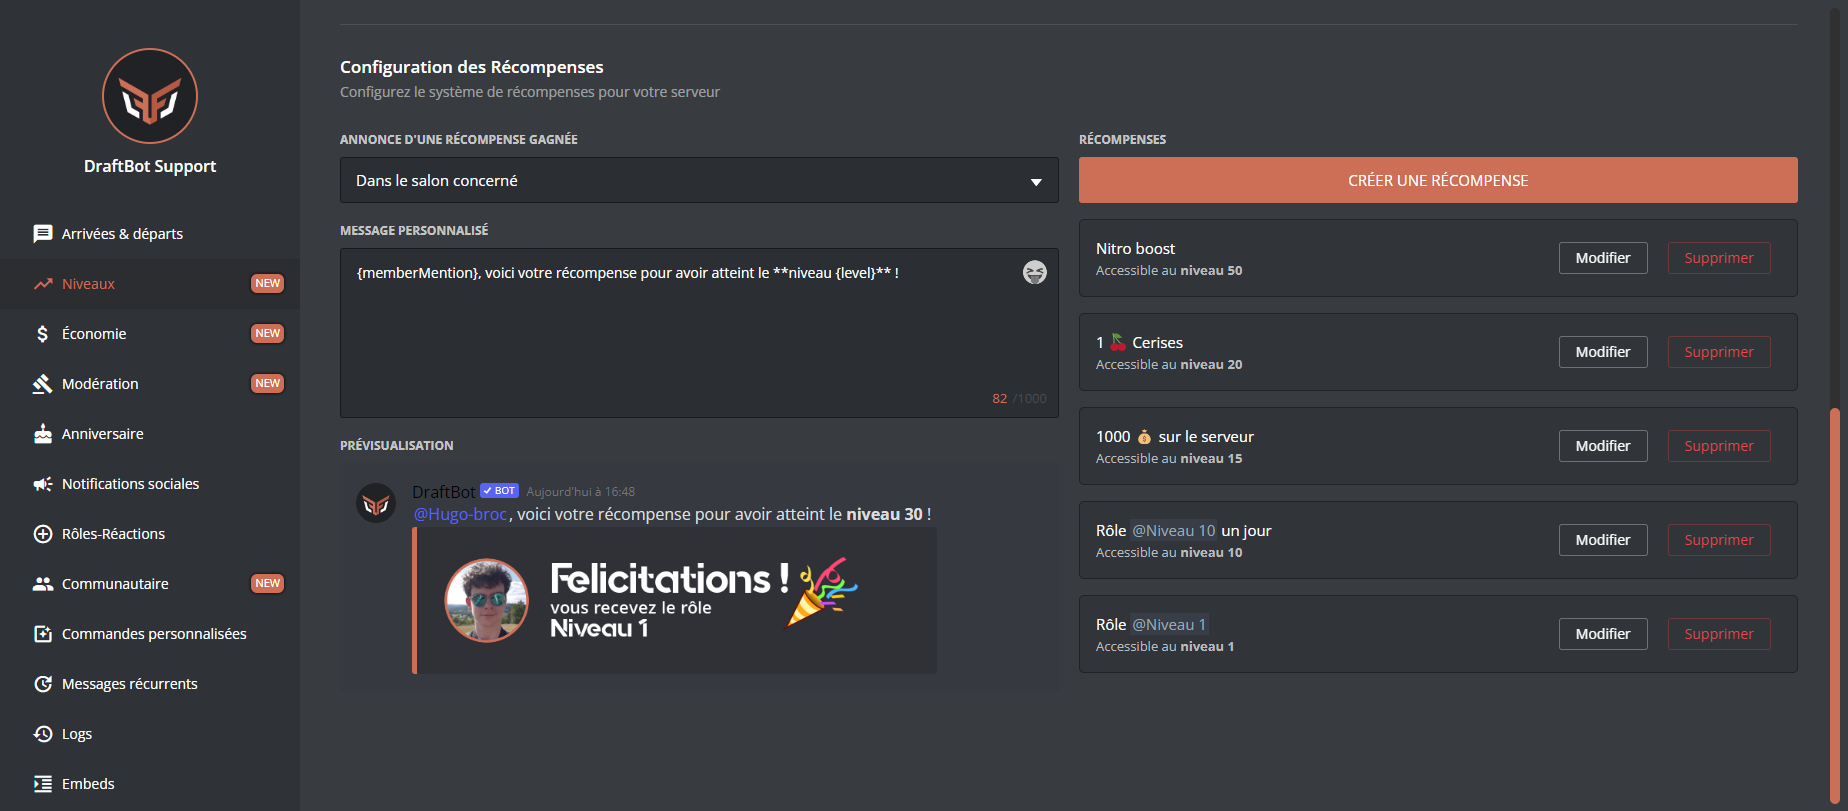 DraftBot Support
Arrivées & départs
Niveaux NEW
Économie NEW
Modération NEW
Anniversaire
Notifications sociales
Rôles-Réactions
Communautaire NEW
Commandes personnalisées
Messages récurrents
Logs
Embeds
Configuration des Récompenses
Configurez le système de récompenses pour votre serveur
ANNONCE D'UNE RÉCOMPENSE GAGNÉE
Dans le salon concerné
MESSAGE PERSONNALISÉ
{memberMention}, voici votre récompense pour avoir atteint le **niveau {level}** !
82 /1000
PRÉVISUALISATION
DraftBot BOT Aujourd'hui à 16:48
@Hugo-broc, voici votre récompense pour avoir atteint le niveau 30 !
Felicitations !
vous recevez le rôle
Niveau 1
RÉCOMPENSES
CRÉER UNE RÉCOMPENSE
Nitro boost
Accessible au niveau 50
Modifier Supprimer
1 🍒 Cerises
Accessible au niveau 20
Modifier Supprimer
1000 💰 sur le serveur
Accessible au niveau 15
Modifier Supprimer
Rôle @Niveau 10 un jour
Accessible au niveau 10
Modifier Supprimer
Rôle @Niveau 1
Accessible au niveau 1
Modifier Supprimer